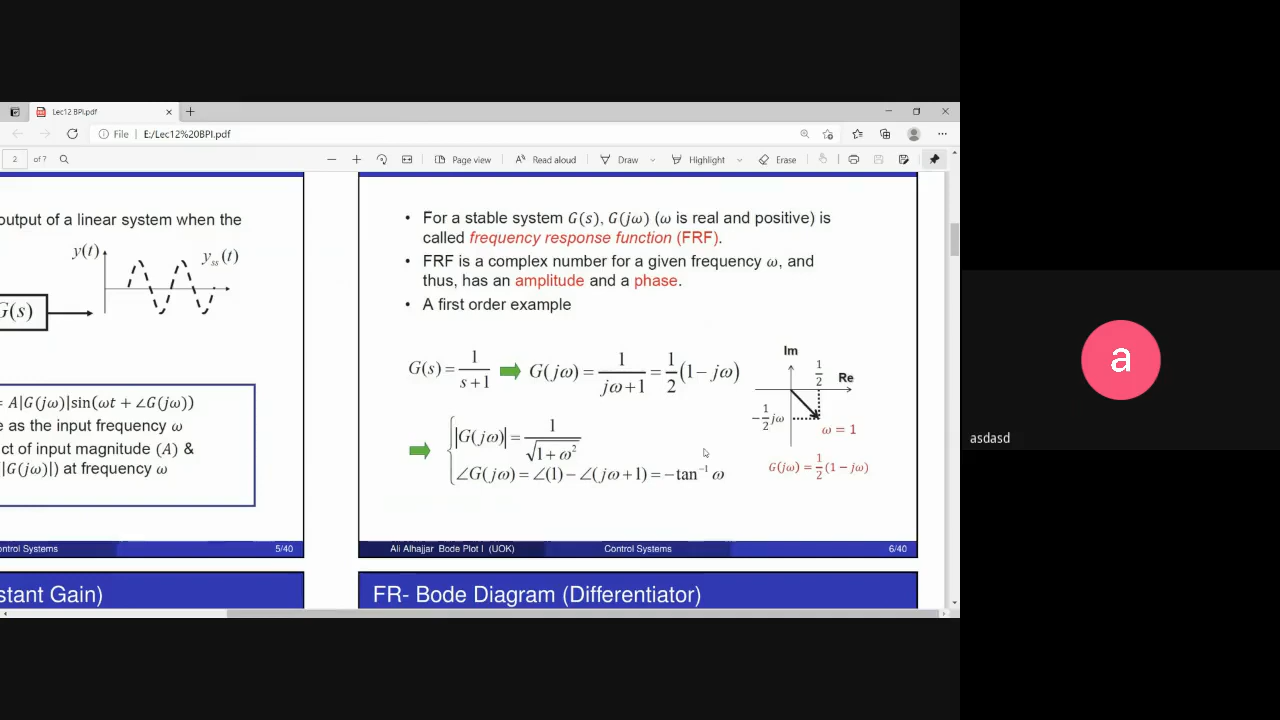 Lec12 BPI.pdf
File | E:/Lec12%20BPI.pdf
2 of 7
Page view
Read aloud
Draw
Highlight
Erase
output of a linear system when the
y(t)
y_ss(t)
G(s)
= A|G(jω)|sin(ωt + ∠G(jω))
e as the input frequency ω
ct of input magnitude (A) &
|G(jω)|) at frequency ω
ontrol Systems 5/40
stant Gain)
• For a stable system G(s), G(jω) (ω is real and positive) is
called frequency response function (FRF).
• FRF is a complex number for a given frequency ω, and
thus, has an amplitude and a phase.
• A first order example
G(s) = 1/(s+1) G(jω) = 1/(jω+1) = 1/2(1 − jω)
|G(jω)| = 1/√(1+ω²)
∠G(jω) = ∠(1) − ∠(jω+1) = −tan⁻¹ ω
Im
1/2
Re
−1/2 jω
ω = 1
G(jω) = 1/2(1 − jω)
Ali Alhajjar Bode Plot I (UOK) Control Systems 6/40
FR- Bode Diagram (Differentiator)
a
asdasd